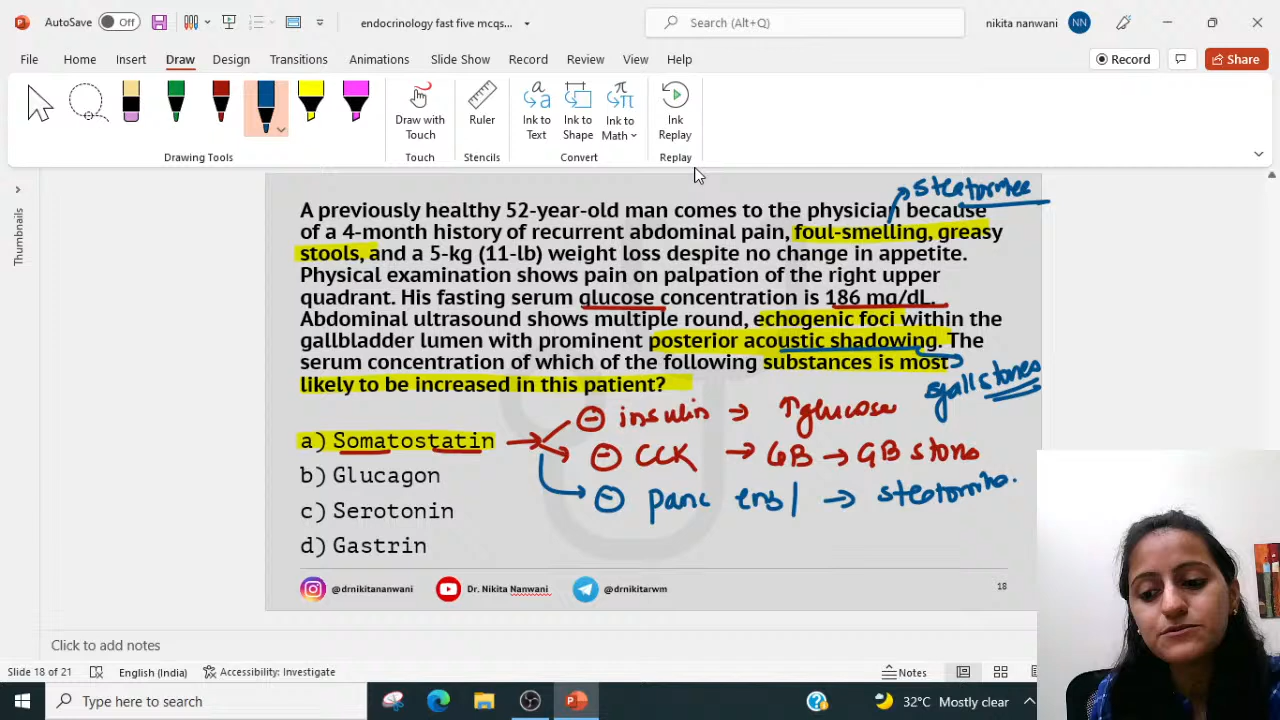 AutoSave Off endocrinology fast five mcqs... Search (Alt+Q) nikita nanwani NN
File Home Insert Draw Design Transitions Animations Slide Show Record Review View Help Record Share
Draw with Touch Ruler Ink to Text Ink to Shape Ink to Math Ink Replay
Drawing Tools Touch Stencils Convert Replay
Thumbnails
A previously healthy 52-year-old man comes to the physician because
of a 4-month history of recurrent abdominal pain, foul-smelling, greasy
stools, and a 5-kg (11-lb) weight loss despite no change in appetite.
Physical examination shows pain on palpation of the right upper
quadrant. His fasting serum glucose concentration is 186 mg/dL.
Abdominal ultrasound shows multiple round, echogenic foci within the
gallbladder lumen with prominent posterior acoustic shadowing. The
serum concentration of which of the following substances is most
likely to be increased in this patient?
gallstones
⊖ insulin → ↑glucose
a) Somatostatin →
⊖ CCK → GB → GB stone
b) Glucagon
⊖ panc →
c) Serotonin
d) Gastrin
@drnikitananwani Dr. Nikita Nanwani @drnikitarwm 18
Click to add notes
Slide 18 of 21 English (India) Accessibility: Investigate Notes
Type here to search 32°C Mostly clear